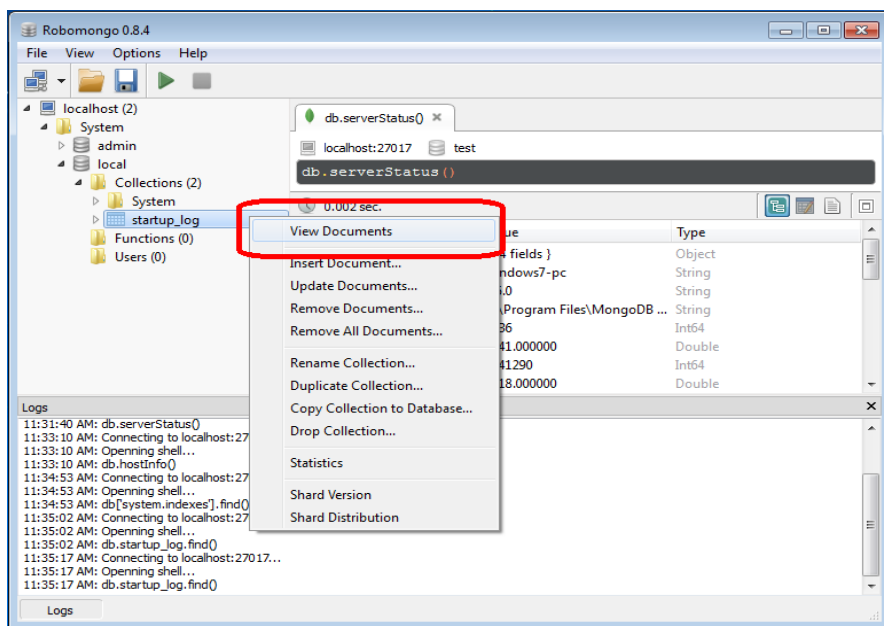 Robomongo 0.8.4
File View Options Help
localhost (2)
System
admin
local
Collections (2)
System
startup_log
Functions (0)
Users (0)
db.serverStatus()
localhost:27017 test
db.serverStatus()
0.002 sec.
View Documents
Insert Document...
Update Documents...
Remove Documents...
Remove All Documents...
Rename Collection...
Duplicate Collection...
Copy Collection to Database...
Drop Collection...
Statistics
Shard Version
Shard Distribution
ue Type
fields } Object
ndows7-pc String
.0 String
\Program Files\MongoDB ... String
36 Int64
41.000000 Double
41290 Int64
18.000000 Double
Logs
11:31:40 AM: db.serverStatus()
11:33:10 AM: Connecting to localhost:27
11:33:10 AM: Openning shell...
11:33:10 AM: db.hostInfo()
11:34:53 AM: Connecting to localhost:27
11:34:53 AM: Openning shell...
11:34:53 AM: db['system.indexes'].find()
11:35:02 AM: Connecting to localhost:27
11:35:02 AM: Openning shell...
11:35:02 AM: db.startup_log.find()
11:35:17 AM: Connecting to localhost:27017...
11:35:17 AM: Openning shell...
11:35:17 AM: db.startup_log.find()
Logs